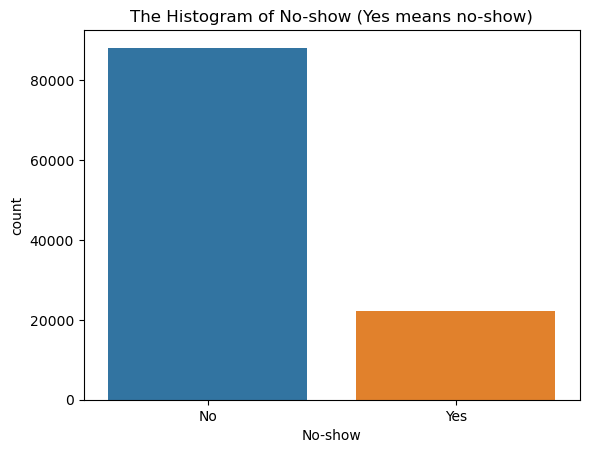 The Histogram of No-show (Yes means no-show)
80000
60000
40000
20000
0
count
No
Yes
No-show